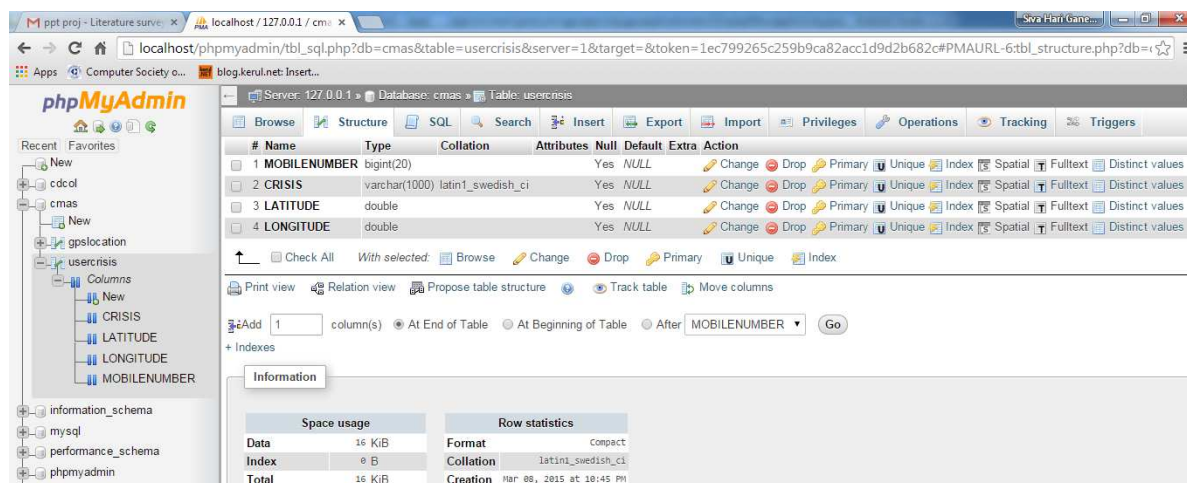 ppt proj - Literature surve
localhost / 127.0.0.1 / cma
Siva Hari Gane...
localhost/phpmyadmin/tbl_sql.php?db=cmas&table=usercrisis&server=1&target=&token=1ec799265c259b9ca82acc1d9d2b682c#PMAURL-6:tbl_structure.php?db=
Apps Computer Society o... blog.kerul.net: Insert...
phpMyAdmin
Recent Favorites
New
cdcol
cmas
New
gpslocation
usercrisis
Columns
New
CRISIS
LATITUDE
LONGITUDE
MOBILENUMBER
information_schema
mysql
performance_schema
phpmyadmin
Server: 127.0.0.1 » Database: cmas » Table: usercrisis
Browse Structure SQL Search Insert Export Import Privileges Operations Tracking Triggers
# Name Type Collation Attributes Null Default Extra Action
1 MOBILENUMBER bigint(20) Yes NULL Change Drop Primary Unique Index Spatial Fulltext Distinct values
2 CRISIS varchar(1000) latin1_swedish_ci Yes NULL Change Drop Primary Unique Index Spatial Fulltext Distinct values
3 LATITUDE double Yes NULL Change Drop Primary Unique Index Spatial Fulltext Distinct values
4 LONGITUDE double Yes NULL Change Drop Primary Unique Index Spatial Fulltext Distinct values
Check All With selected: Browse Change Drop Primary Unique Index
Print view Relation view Propose table structure Track table Move columns
Add 1 column(s) At End of Table At Beginning of Table After MOBILENUMBER Go
+ Indexes
Information
Space usage
Data 16 KiB
Index 0 B
Total 16 KiB
Row statistics
Format Compact
Collation latin1_swedish_ci
Creation Mar 08, 2015 at 10:45 PM